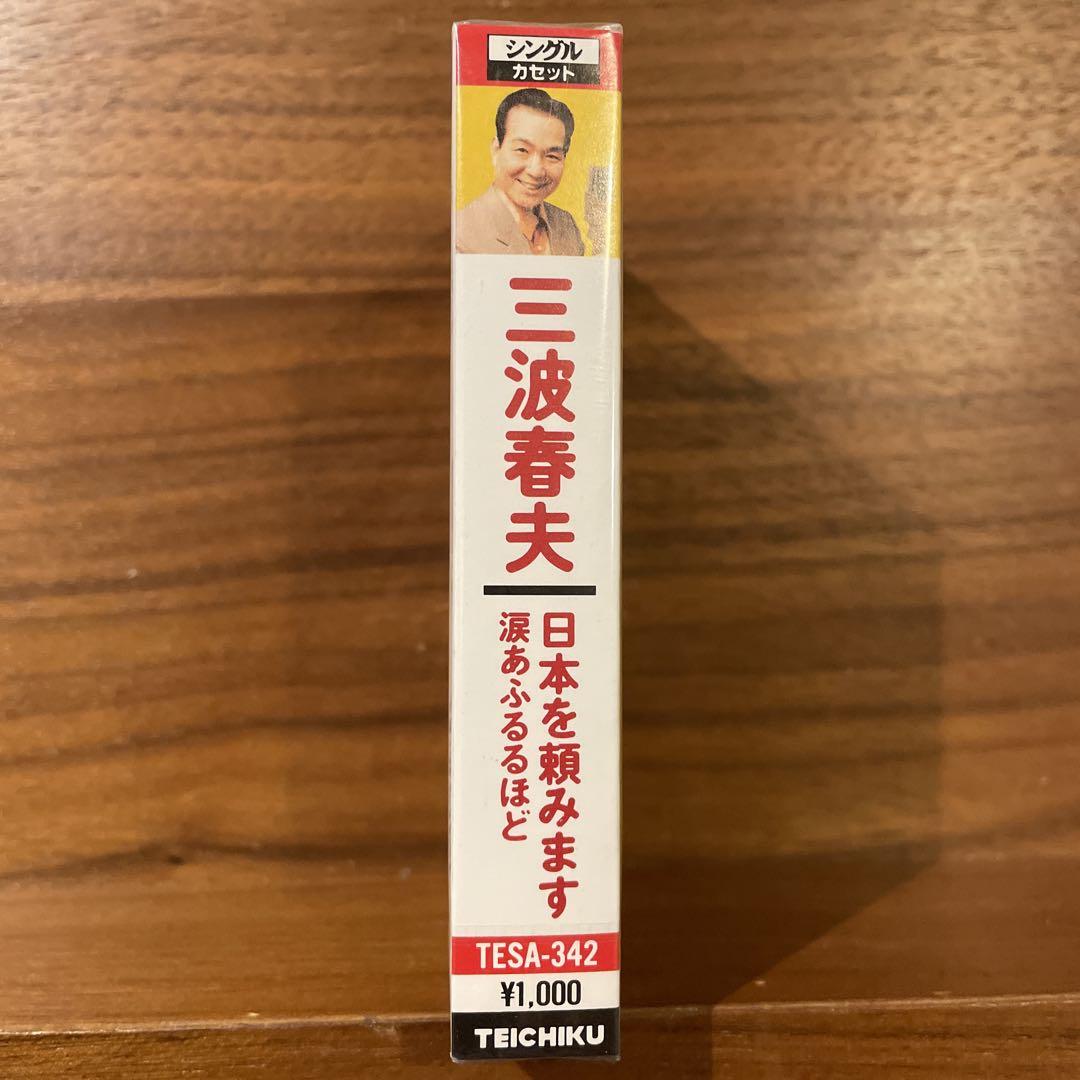 シングル
カセット
三波春夫
日本を頼みます
涙あふるるほど
TESA-342
¥1,000
TEICHIKU